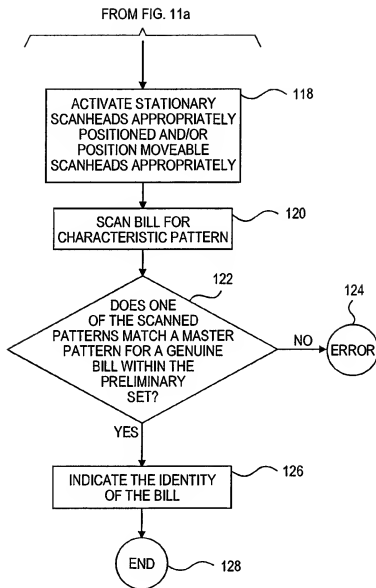 FROM FIG. 11a
ACTIVATE STATIONARY
SCANHEADS APPROPRIATELY
POSITIONED AND/OR
POSITION MOVEABLE
SCANHEADS APPROPRIATELY
118
SCAN BILL FOR
CHARACTERISTIC PATTERN
120
122
DOES ONE
OF THE SCANNED
PATTERNS MATCH A MASTER
PATTERN FOR A GENUINE
BILL WITHIN THE
PRELIMINARY
SET?
NO
124
ERROR
YES
INDICATE THE IDENTITY
OF THE BILL
126
END
128